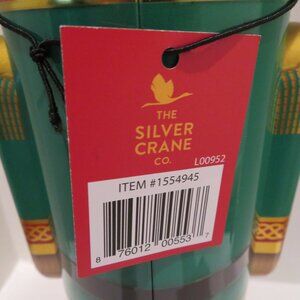 THE
SILVER
CRANE
CO.
L00952
ITEM #1554945
8 76012 00553 7